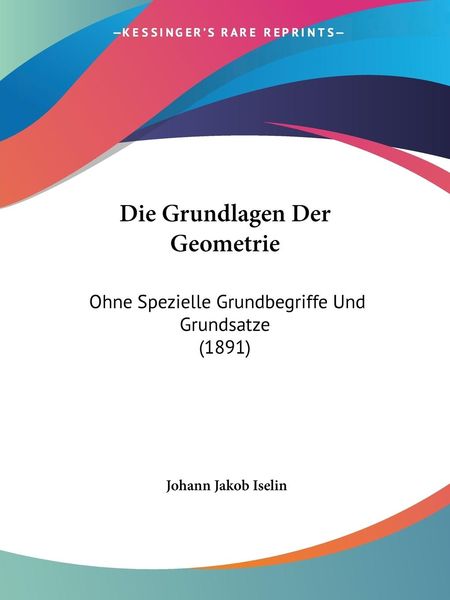 KESSINGER'S RARE REPRINTS
Die Grundlagen Der
Geometrie
Ohne Spezielle Grundbegriffe Und
Grundsatze
(1891)
Johann Jakob Iselin